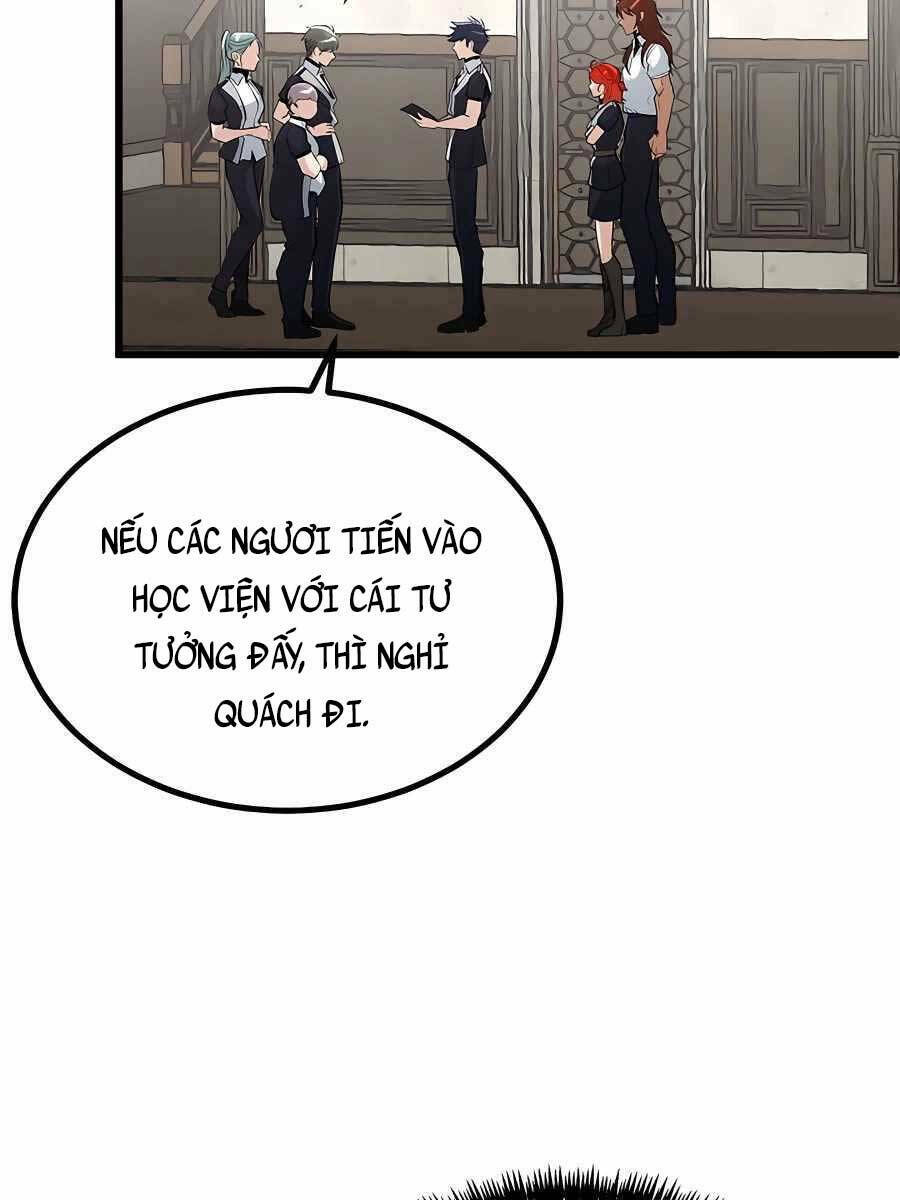 NẾU CÁC NGƯƠI TIẾN VÀO
HỌC VIỆN VỚI CÁI TƯ
TƯỞNG ĐẤY, THÌ NGHỈ
QUÁCH ĐI.